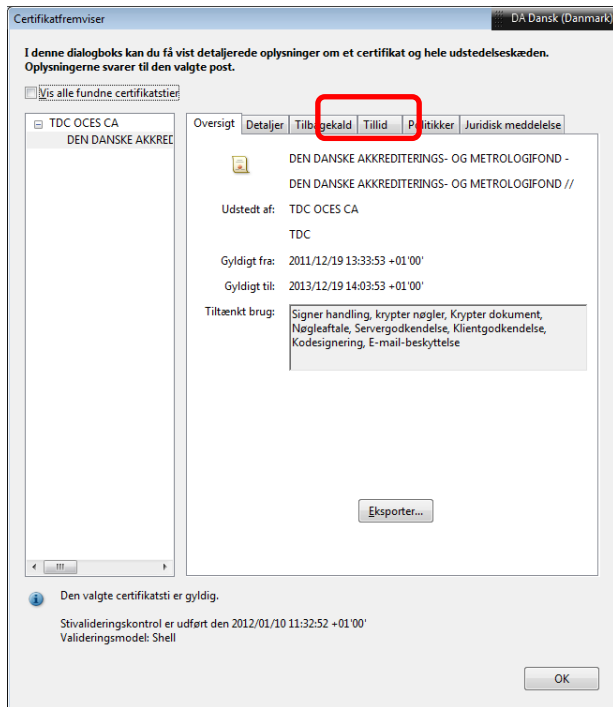 Certifikatfremviser
DA Dansk (Danmark)
I denne dialogboks kan du få vist detaljerede oplysninger om et certifikat og hele udstedelseskæden.
Oplysningerne svarer til den valgte post.
Vis alle fundne certifikatstier
TDC OCES CA
DEN DANSKE AKKRED
Oversigt Detaljer Tilbagekald Tillid Politikker Juridisk meddelelse
DEN DANSKE AKKREDITERINGS- OG METROLOGIFOND -
DEN DANSKE AKKREDITERINGS- OG METROLOGIFOND //
Udstedt af: TDC OCES CA
TDC
Gyldigt fra: 2011/12/19 13:33:53 +01'00'
Gyldigt til: 2013/12/19 14:03:53 +01'00'
Tiltænkt brug: Signer handling, krypter nøgler, Krypter dokument,
Nøgleaftale, Servergodkendelse, Klientgodkendelse,
Kodesignering, E-mail-beskyttelse
Eksporter...
Den valgte certifikatsti er gyldig.
Stivalideringskontrol er udført den 2012/01/10 11:32:52 +01'00'
Valideringsmodel: Shell
OK